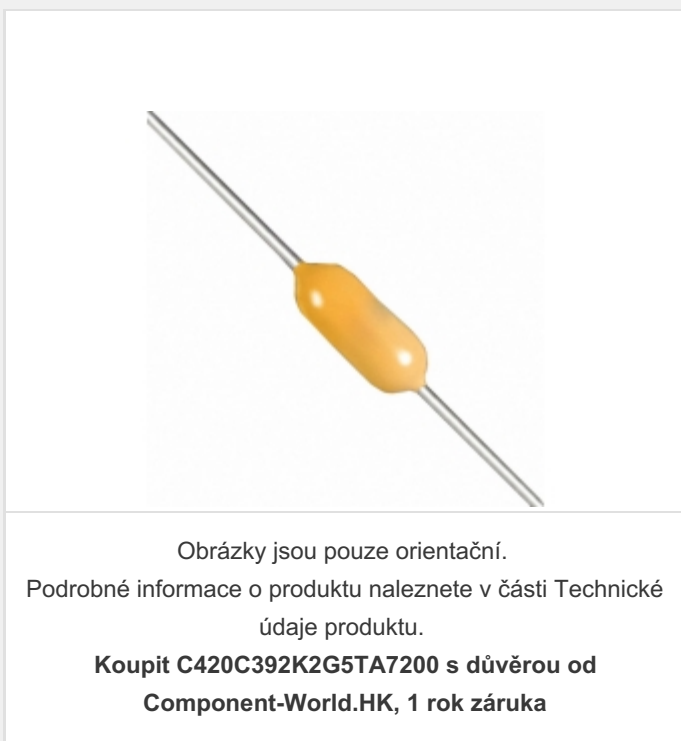 Obrázky jsou pouze orientační.
Podrobné informace o produktu naleznete v části Technické
údaje produktu.
Koupit C420C392K2G5TA7200 s důvěrou od
Component-World.HK, 1 rok záruka